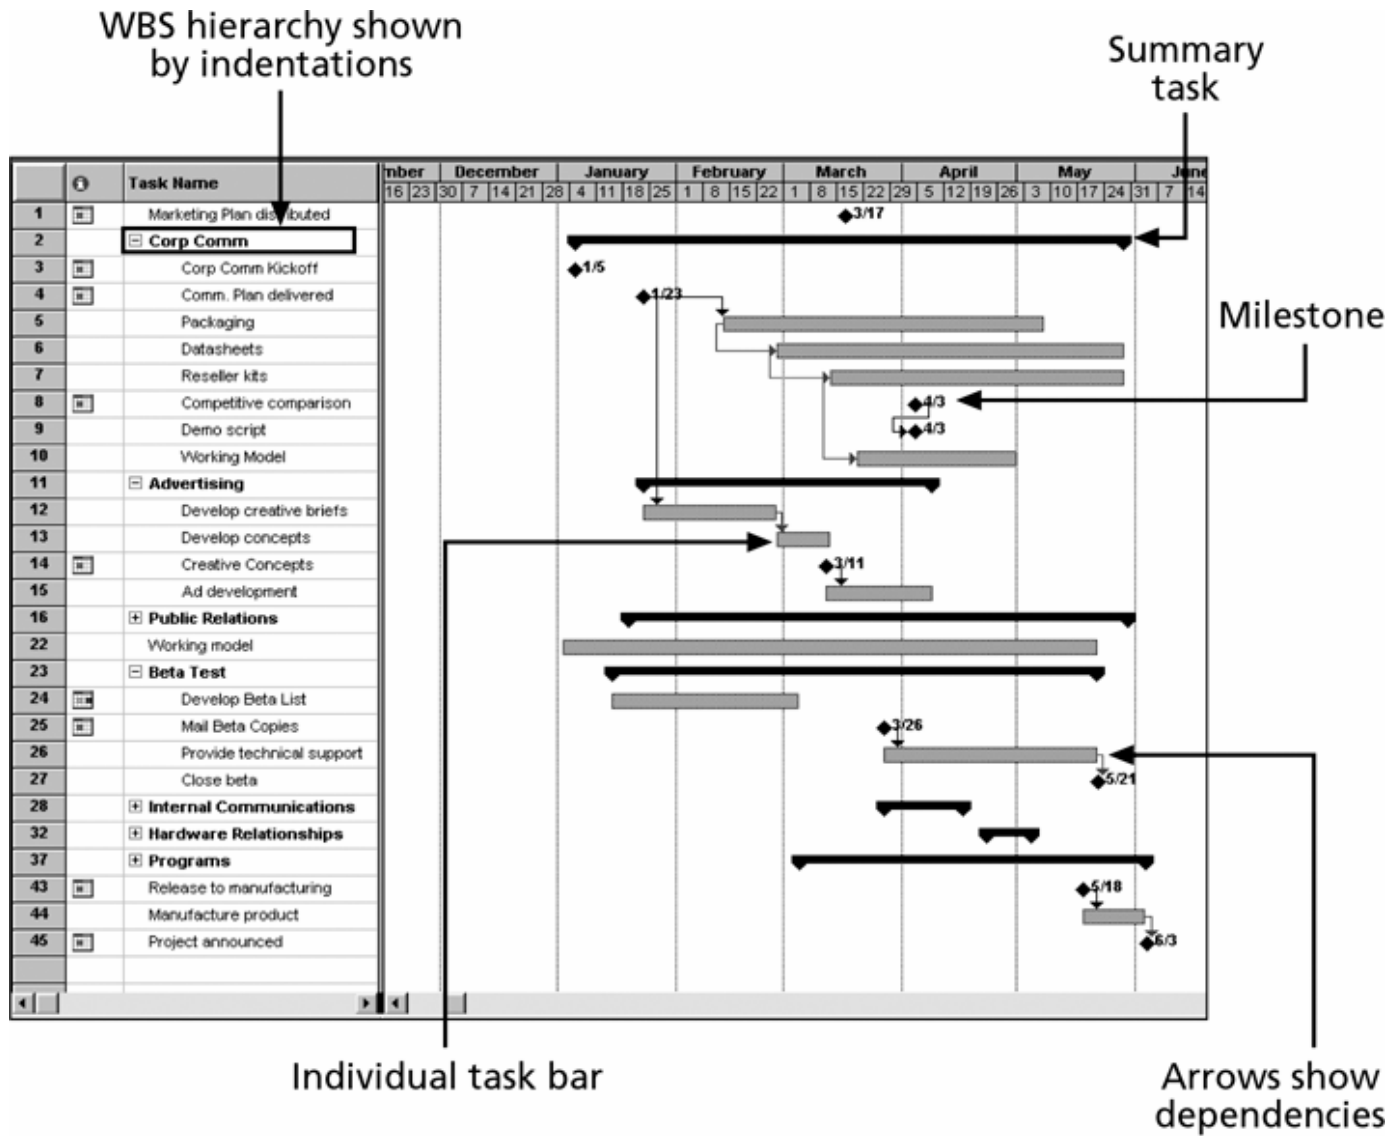 WBS hierarchy shown
by indentations
Summary
task
Task Name
mber December January February March April May June
16 23 30 7 14 21 28 4 11 18 25 1 8 15 22 1 8 15 22 29 5 12 19 26 3 10 17 24 31 7 14
1 Marketing Plan distributed 3/17
2 Corp Comm
3 Corp Comm Kickoff 1/5
4 Comm. Plan delivered 1/23
Milestone
5 Packaging
6 Datasheets
7 Reseller kits
8 Competitive comparison 4/3
9 Demo script 4/3
10 Working Model
11 Advertising
12 Develop creative briefs
13 Develop concepts
14 Creative Concepts 3/11
15 Ad development
16 Public Relations
22 Working model
23 Beta Test
24 Develop Beta List
25 Mail Beta Copies 3/26
26 Provide technical support
27 Close beta 5/21
28 Internal Communications
32 Hardware Relationships
37 Programs
43 Release to manufacturing 5/18
44 Manufacture product
45 Project announced 6/3
Individual task bar
Arrows show
dependencies